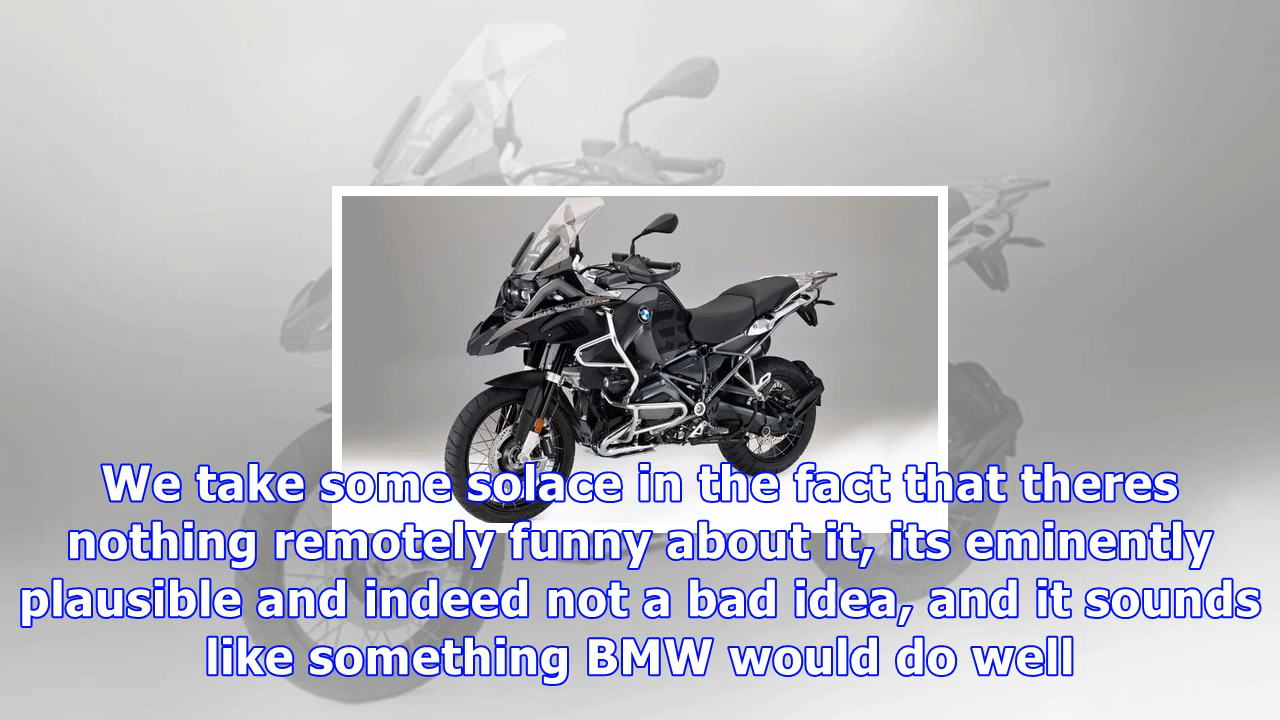 We take some solace in the fact that theres
nothing remotely funny about it, its eminently
plausible and indeed not a bad idea, and it sounds
like something BMW would do well